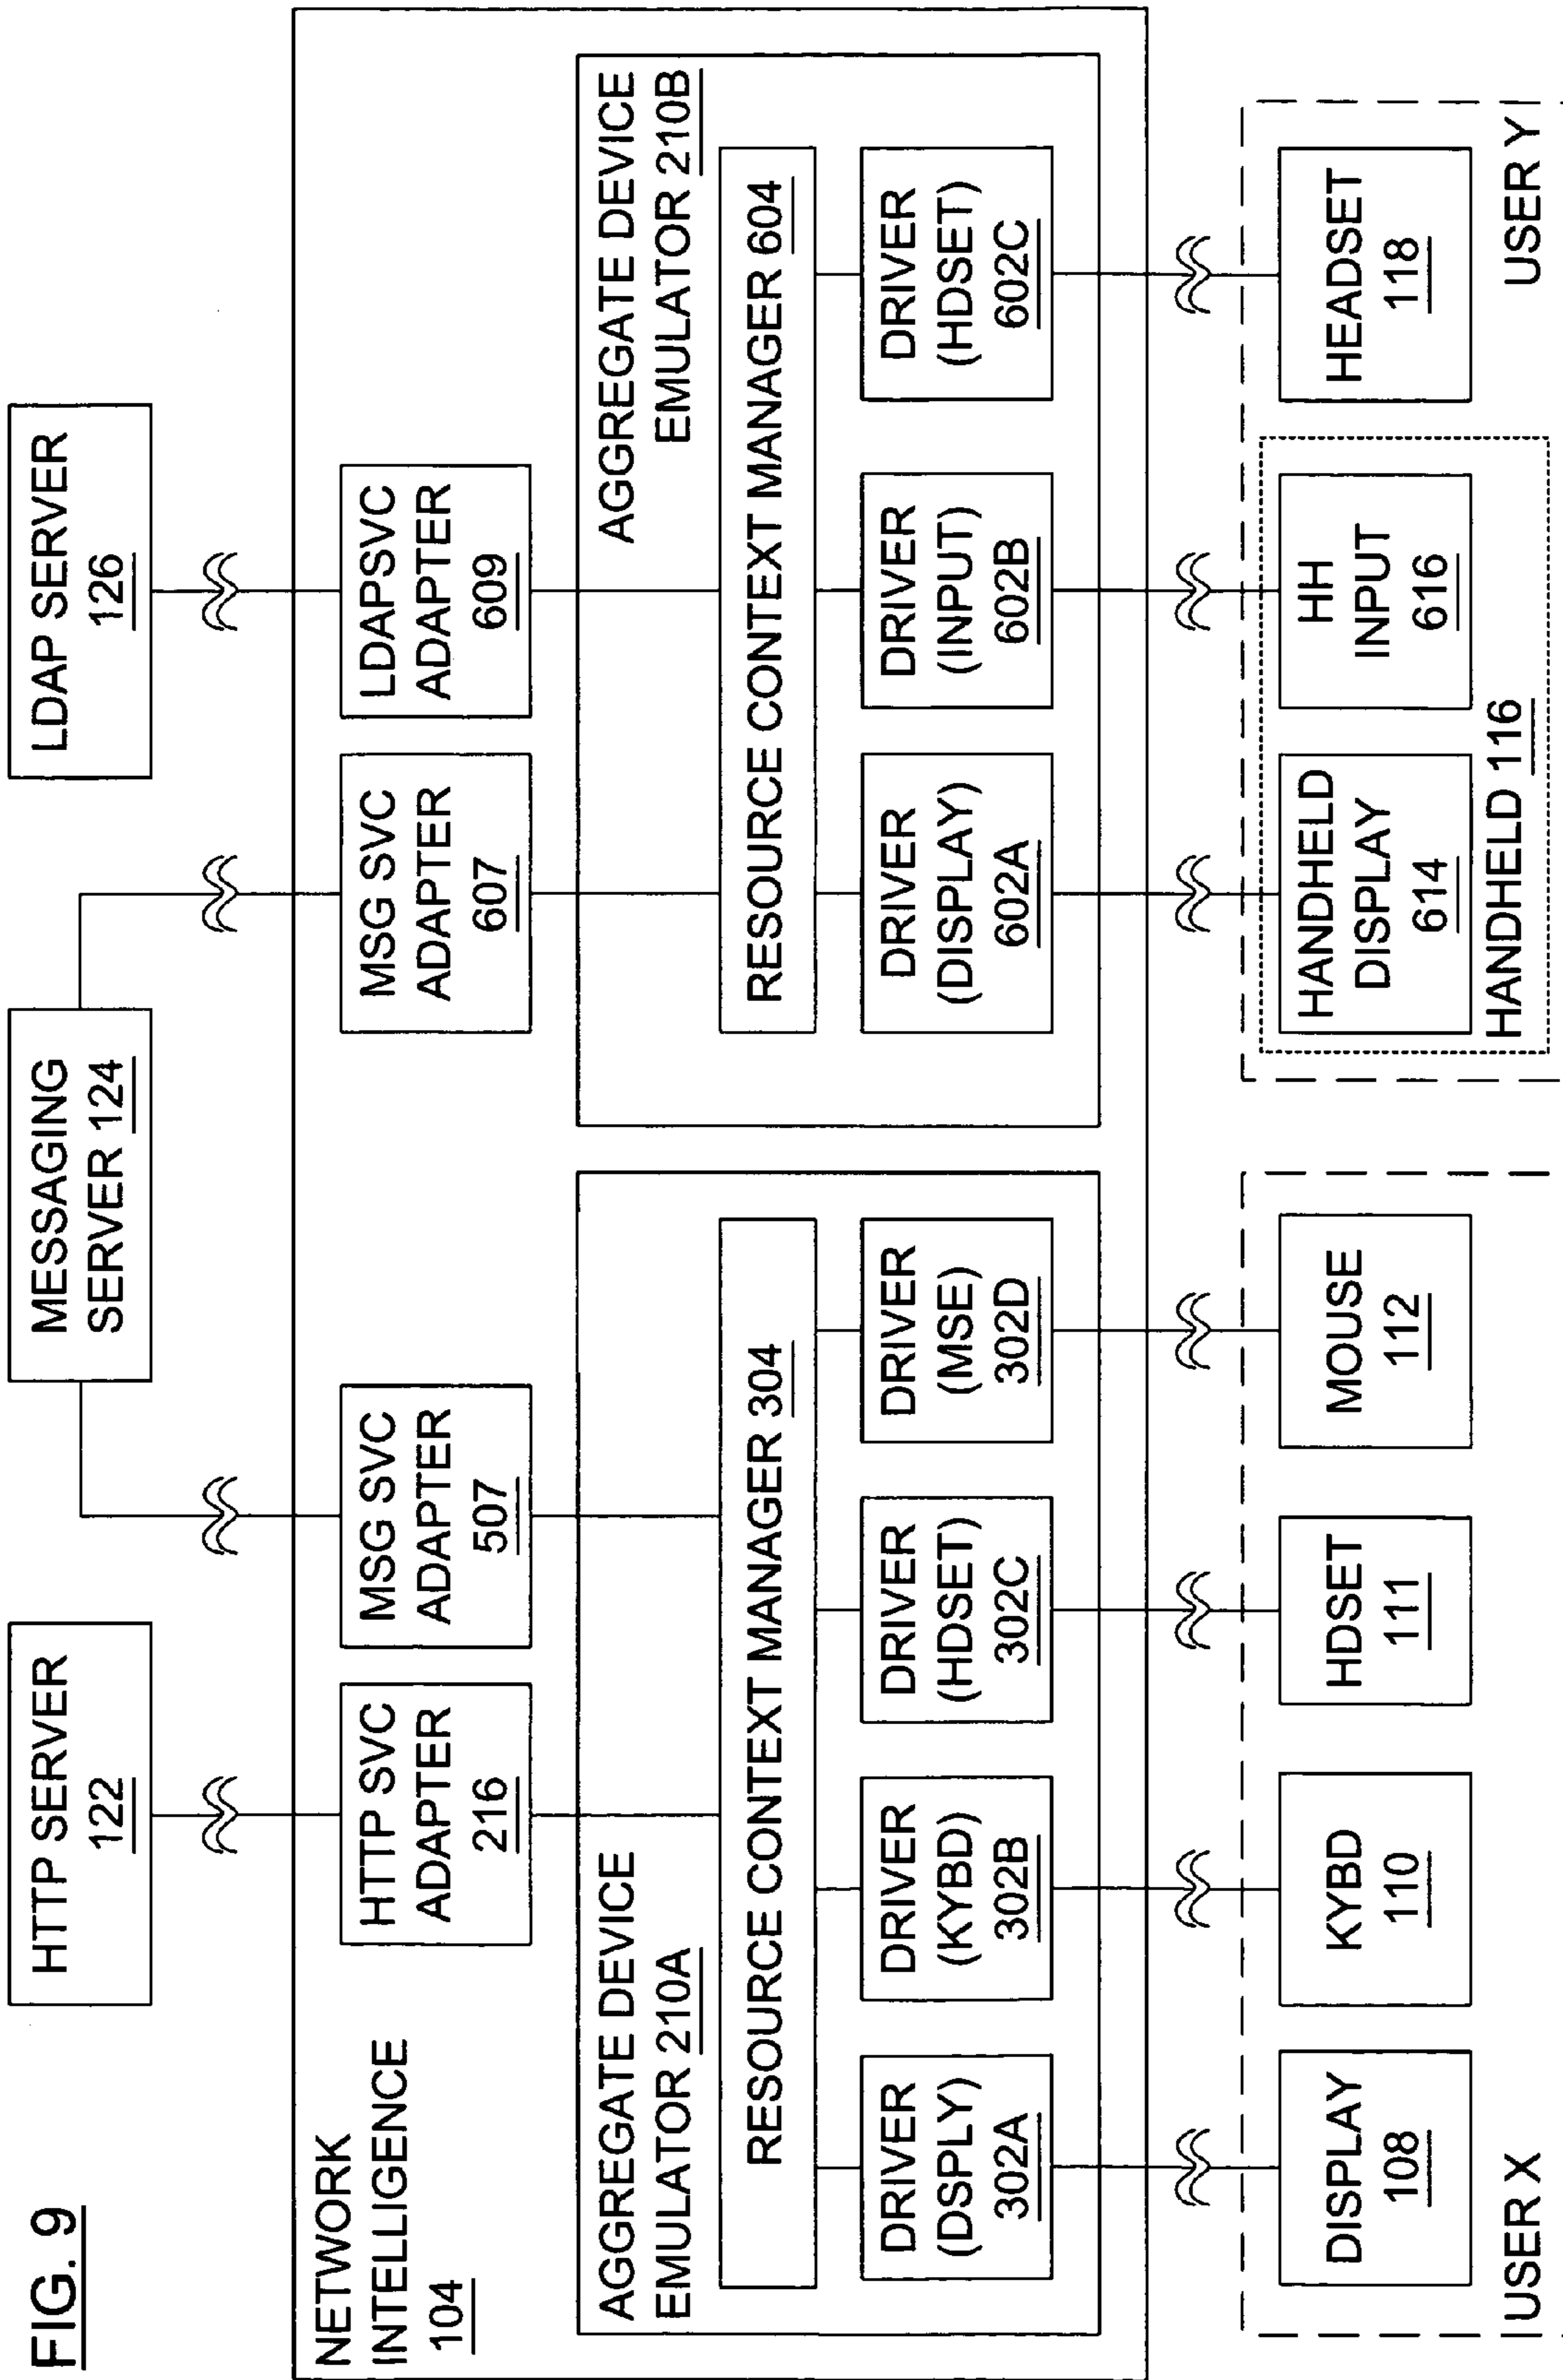 FIG. 9
HTTP SERVER
122
MESSAGING
SERVER 124
LDAP SERVER
126
NETWORK
INTELLIGENCE
104
HTTP SVC
ADAPTER
216
MSG SVC
ADAPTER
507
MSG SVC
ADAPTER
607
LDAPSVC
ADAPTER
609
AGGREGATE DEVICE
EMULATOR 210A
RESOURCE CONTEXT MANAGER 304
DRIVER
(DSPLY)
302A
DRIVER
(KYBD)
302B
DRIVER
(HDSET)
302C
DRIVER
(MSE)
302D
AGGREGATE DEVICE
EMULATOR 210B
RESOURCE CONTEXT MANAGER 604
DRIVER
(DISPLAY)
602A
DRIVER
(INPUT)
602B
DRIVER
(HDSET)
602C
DISPLAY
108
KYBD
110
HDSET
111
MOUSE
112
USER X
HANDHELD
DISPLAY
614
HH
INPUT
616
HANDHELD 116
HEADSET
118
USER Y